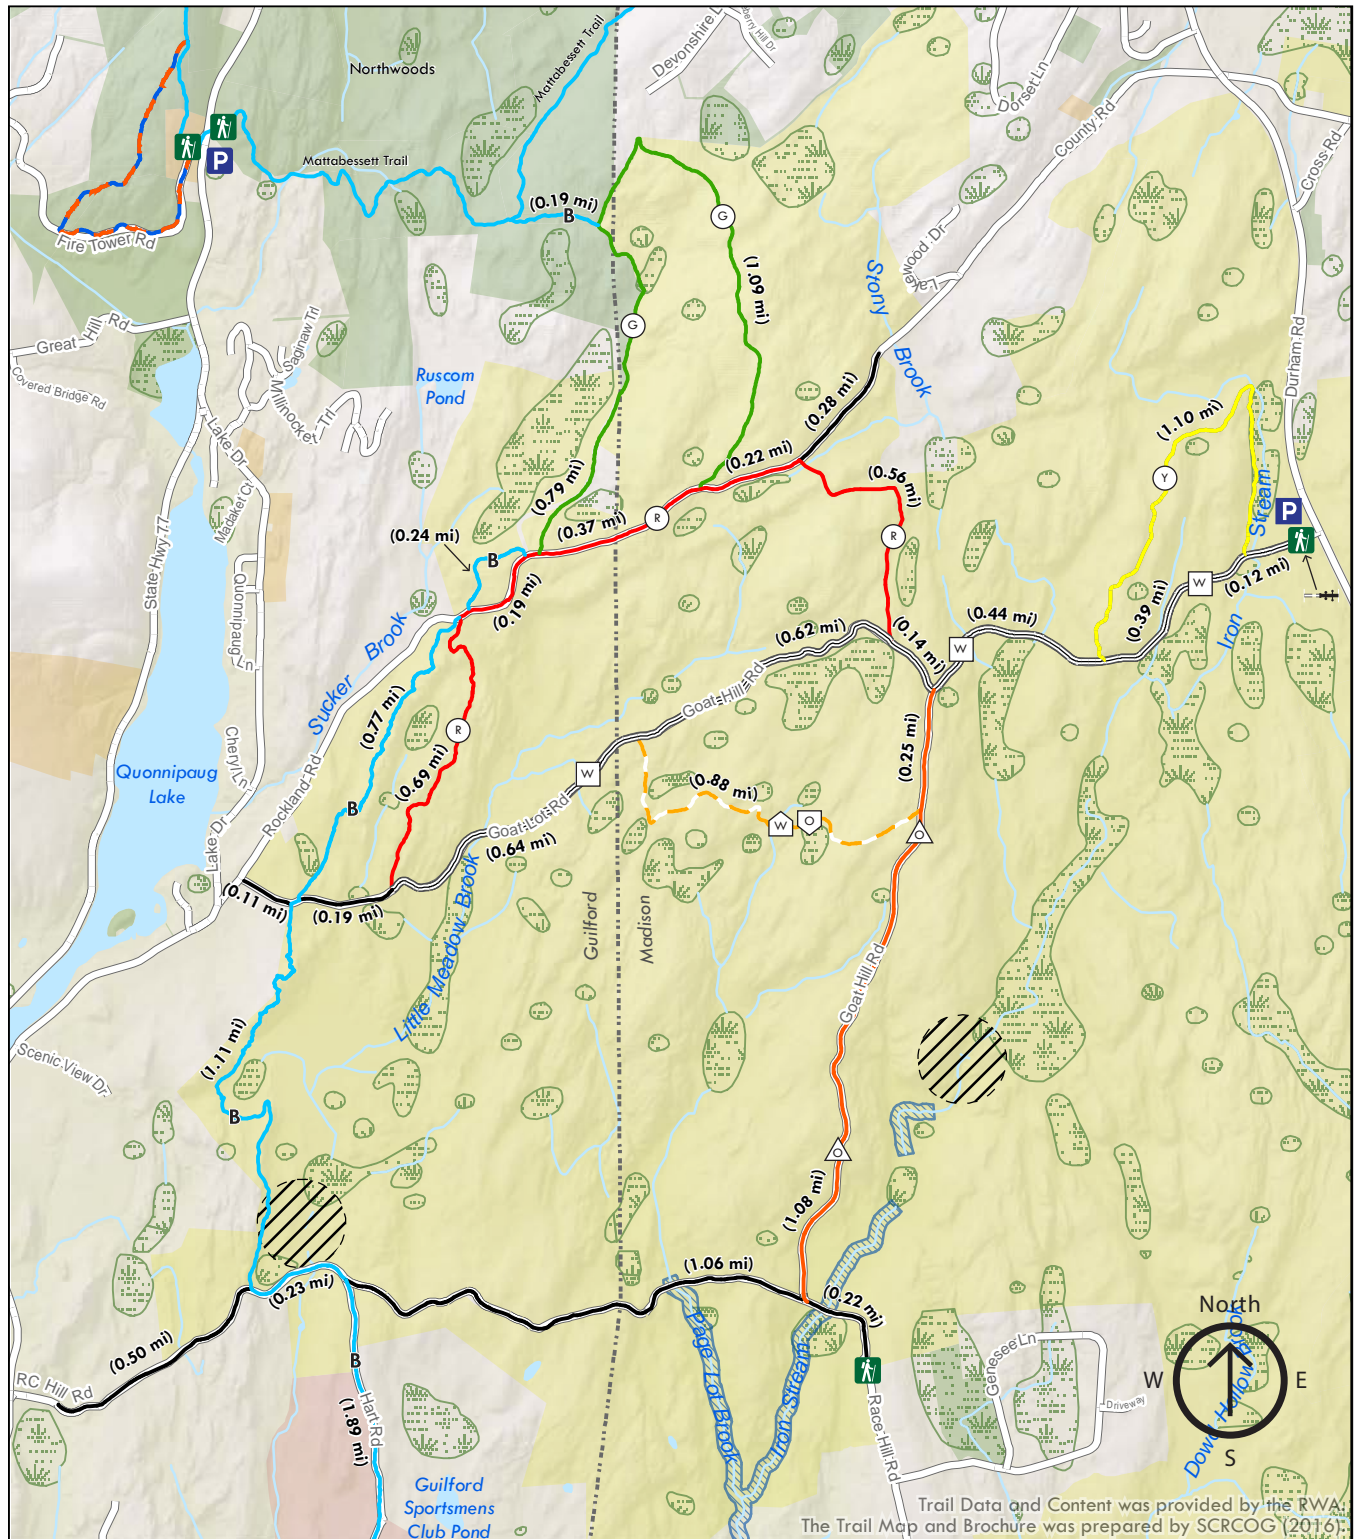 Northwoods
Mattabessett Trail
Devonshire L
berry Hill Dr
Dorset Ln
County Rd
Cross Rd
P
Mattabessett Trail
(0.19 mi)
B
G
Fire Tower Rd
Lakewood Dr
Stony
Brook
(1.09 mi)
G
Great Hill Rd
Covered Bridge Rd
Saginaw Trl
Millinocket Trl
Ruscom
Pond
Durham Rd
(0.28 mi)
(1.10 mi)
Lake Dr
Madaket Ct
State Hwy 77
(0.22 mi)
(0.56 mi)
Y
(0.79 mi)
(0.37 mi)
R
R
Iron
Stream
P
(0.24 mi)
B
(0.19 mi)
W
(0.12 mi)
(0.39 mi)
Quonnipaug Ln
Sucker
Brook
(0.62 mi)
(0.14 mi)
(0.44 mi)
W
Goat Hill Rd
(0.77 mi)
R
(0.69 mi)
(0.25 mi)
Cheryl Ln
Quonnipaug
Lake
Rockland Rd
W
(0.88 mi)
B
Goat Lot Rd
(0.64 mi)
W
O
O
Lake Dr
(0.11 mi)
(0.19 mi)
Little Meadow Brook
Guilford
Madison
Goat Hill Rd
Scenic View Dr
(1.11 mi)
B
O
(1.08 mi)
(1.06 mi)
(0.23 mi)
(0.22 mi)
(0.50 mi)
RC Hill Rd
B
Hart Rd
(1.89 mi)
Page Lot Brook
Iron Stream
Race Hill Rd
Genesee Ln
Driveway
North
W
E
S
Guilford
Sportsmens
Club Pond
Trail Data and Content was provided by the RWA.
The Trail Map and Brochure was prepared by SCRCOG (2016).